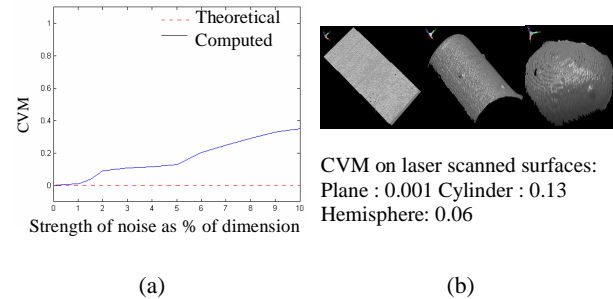 Theoretical
Computed
1
0.8
0.6
0.4
0.2
0
CVM
0 1 2 3 4 5 6 7 8 9 10
Strength of noise as % of dimension
(a)
CVM on laser scanned surfaces:
Plane : 0.001 Cylinder : 0.13
Hemisphere: 0.06
(b)